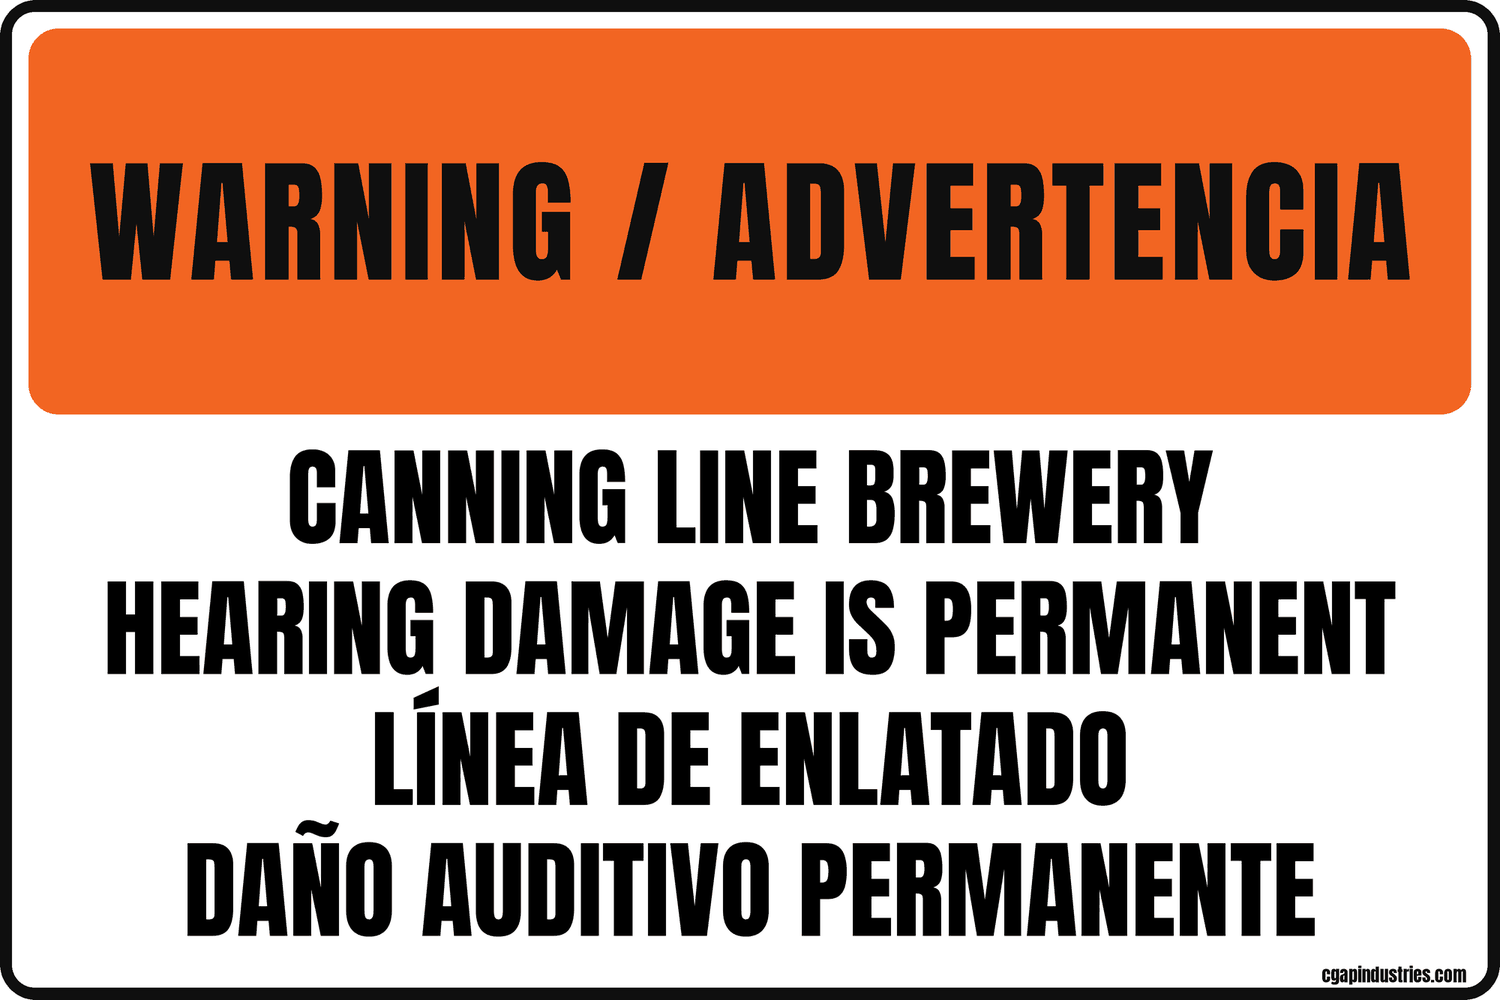 WARNING / ADVERTENCIA
CANNING LINE BREWERY
HEARING DAMAGE IS PERMANENT
LÍNEA DE ENLATADO
DAÑO AUDITIVO PERMANENTE
cgapindustries.com